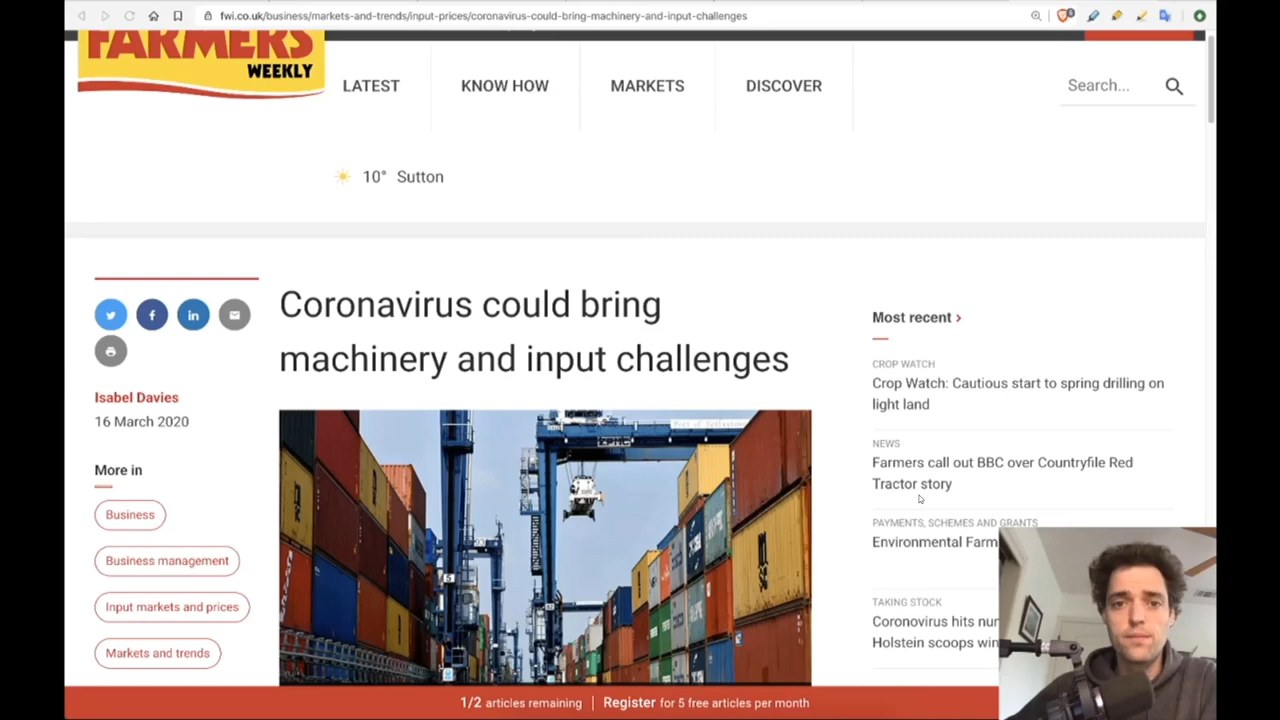 fwi.co.uk/business/markets-and-trends/input-prices/coronavirus-could-bring-machinery-and-input-challenges
FARMERS
WEEKLY
LATEST
KNOW HOW
MARKETS
DISCOVER
Search...
10° Sutton
Isabel Davies
16 March 2020
More in
Business
Business management
Input markets and prices
Markets and trends
Coronavirus could bring
machinery and input challenges
Most recent
CROP WATCH
Crop Watch: Cautious start to spring drilling on
light land
NEWS
Farmers call out BBC over Countryfile Red
Tractor story
PAYMENTS, SCHEMES AND GRANTS
Environmental Farm
TAKING STOCK
Coronavirus hits
Holstein scoops
1/2 articles remaining | Register for 5 free articles per month